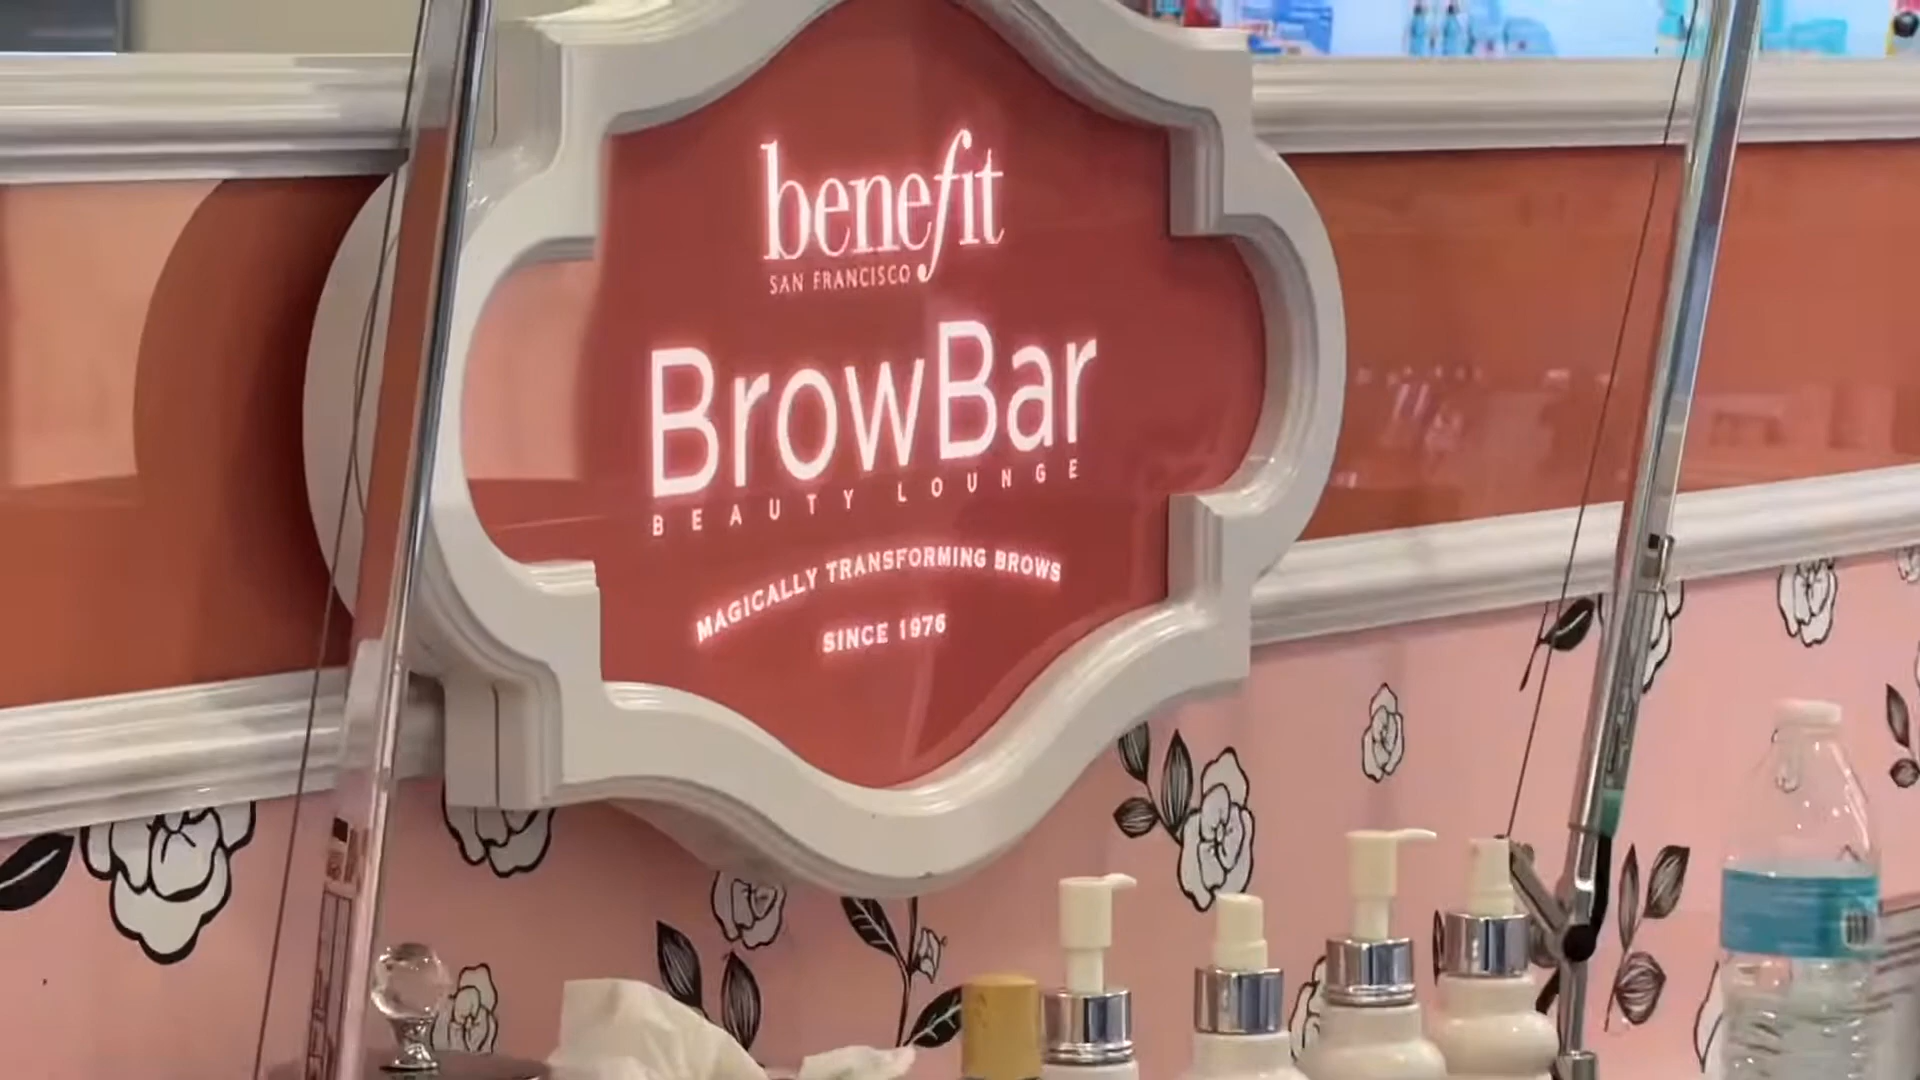 benefit
SAN FRANCISCO
BrowBar
BEAUTY LOUNGE
MAGICALLY TRANSFORMING BROWS
SINCE 1976